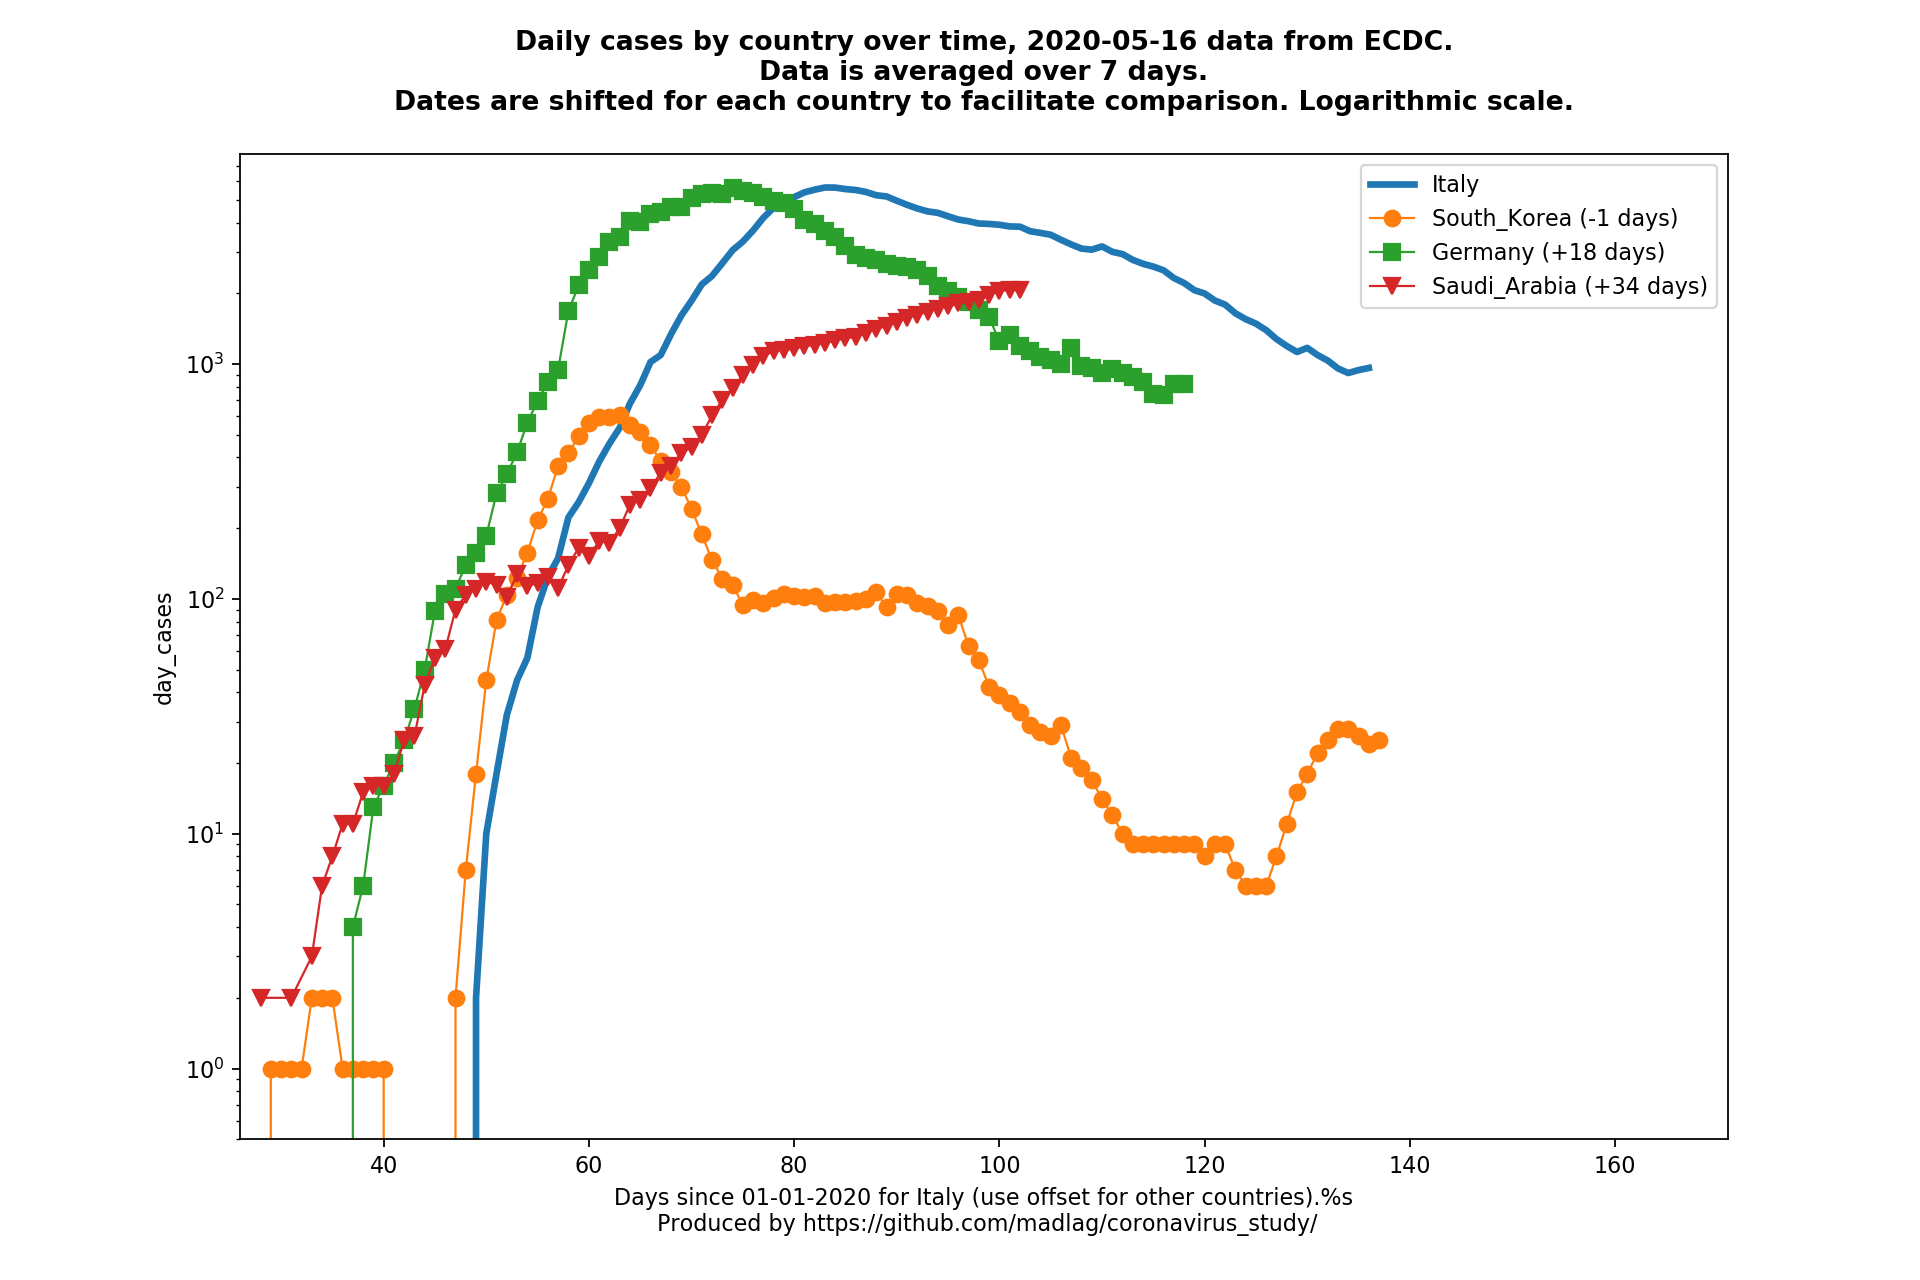 Daily cases by country over time, 2020-05-16 data from ECDC.
Data is averaged over 7 days.
Dates are shifted for each country to facilitate comparison. Logarithmic scale.
Italy
South_Korea (-1 days)
Germany (+18 days)
Saudi_Arabia (+34 days)
day_cases
10³
10²
10¹
10⁰
40 60 80 100 120 140 160
Days since 01-01-2020 for Italy (use offset for other countries).%s
Produced by https://github.com/madlag/coronavirus_study/